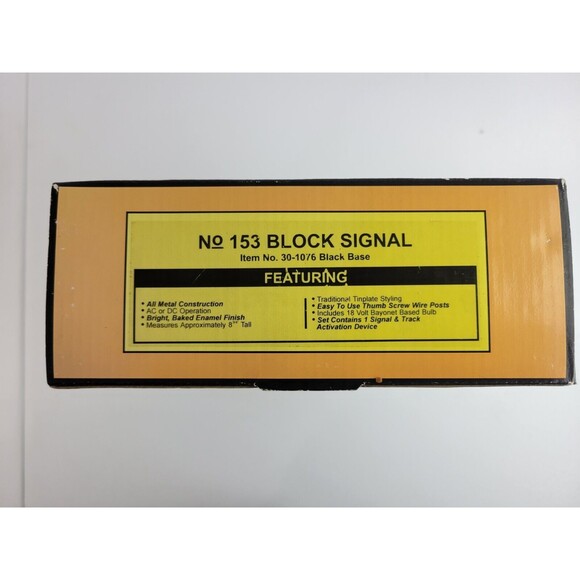 No 153 BLOCK SIGNAL
Item No. 30-1076 Black Base
FEATURING
• All Metal Construction
• AC or DC Operation
• Bright, Baked Enamel Finish
• Measures Approximately 8" Tall
• Traditional Tinplate Styling
• Easy To Use Thumb Screw Wire Posts
• Includes 18 Volt Bayonet Based Bulb
• Set Contains 1 Signal & Track
Activation Device